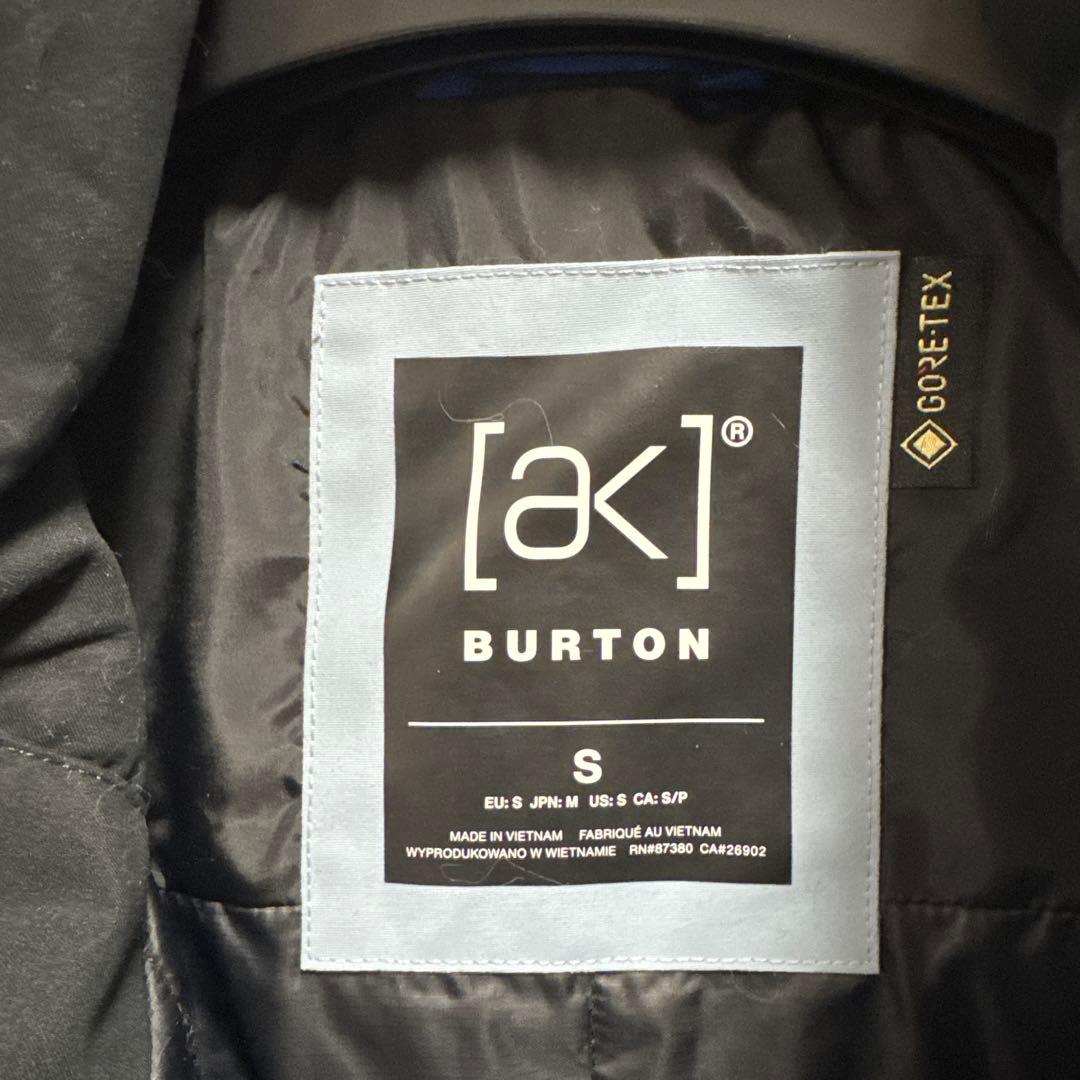 [ak]®
BURTON
S
EU: S JPN: M US: S CA: S/P
MADE IN VIETNAM FABRIQUÉ AU VIETNAM
WYPRODUKOWANO W WIETNAMIE RN#87380 CA#26902
GORE-TEX